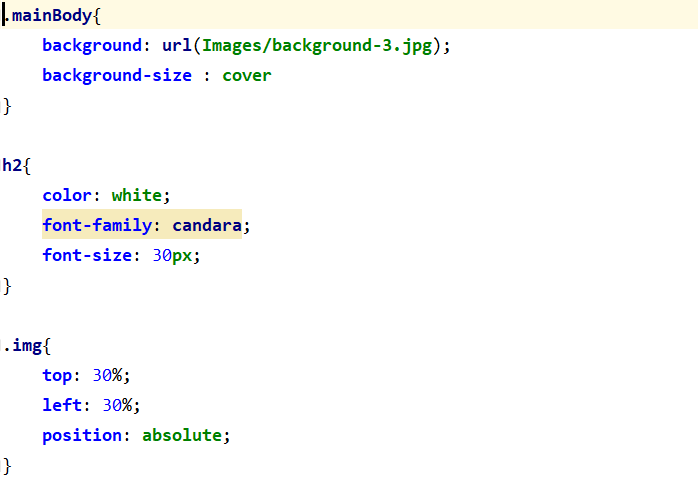 .mainBody{
background: url(Images/background-3.jpg);
background-size : cover
}
h2{
color: white;
font-family: candara;
font-size: 30px;
}
.img{
top: 30%;
left: 30%;
position: absolute;
}